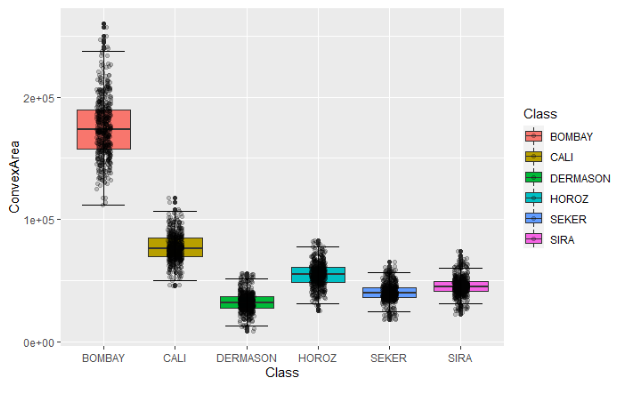 ConvexArea
2e+05
1e+05
0e+00
BOMBAY CALI DERMASON HOROZ SEKER SIRA
Class
Class
BOMBAY
CALI
DERMASON
HOROZ
SEKER
SIRA